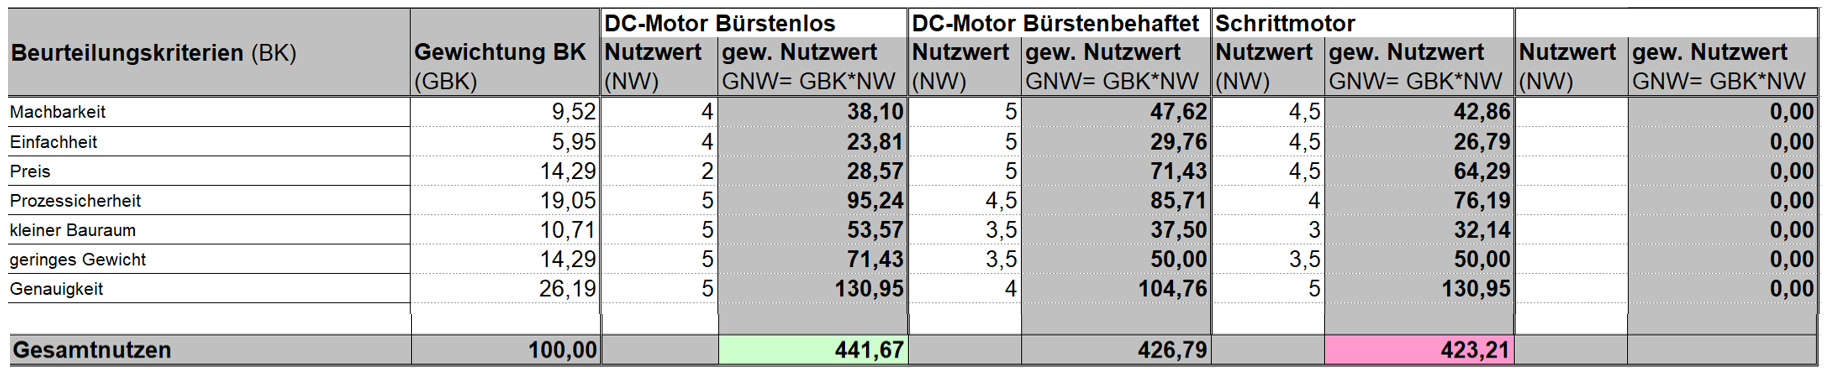 DC-Motor Bürstenlos DC-Motor Bürstenbehaftet Schrittmotor
Beurteilungskriterien (BK) Gewichtung BK Nutzwert gew. Nutzwert Nutzwert gew. Nutzwert Nutzwert gew. Nutzwert Nutzwert gew. Nutzwert
(GBK) (NW) GNW= GBK*NW (NW) GNW= GBK*NW (NW) GNW= GBK*NW (NW) GNW= GBK*NW
Machbarkeit 9,52 4 38,10 5 47,62 4,5 42,86 0,00
Einfachheit 5,95 4 23,81 5 29,76 4,5 26,79 0,00
Preis 14,29 2 28,57 5 71,43 4,5 64,29 0,00
Prozessicherheit 19,05 5 95,24 4,5 85,71 4 76,19 0,00
kleiner Bauraum 10,71 5 53,57 3,5 37,50 3 32,14 0,00
geringes Gewicht 14,29 5 71,43 3,5 50,00 3,5 50,00 0,00
Genauigkeit 26,19 5 130,95 4 104,76 5 130,95 0,00
Gesamtnutzen 100,00 441,67 426,79 423,21